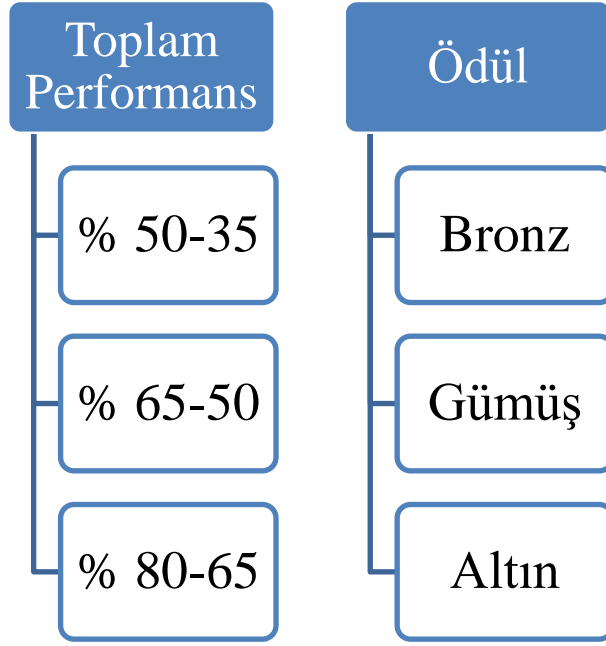 Toplam
Performans
% 50-35
% 65-50
% 80-65
Ödül
Bronz
Gümüş
Altın